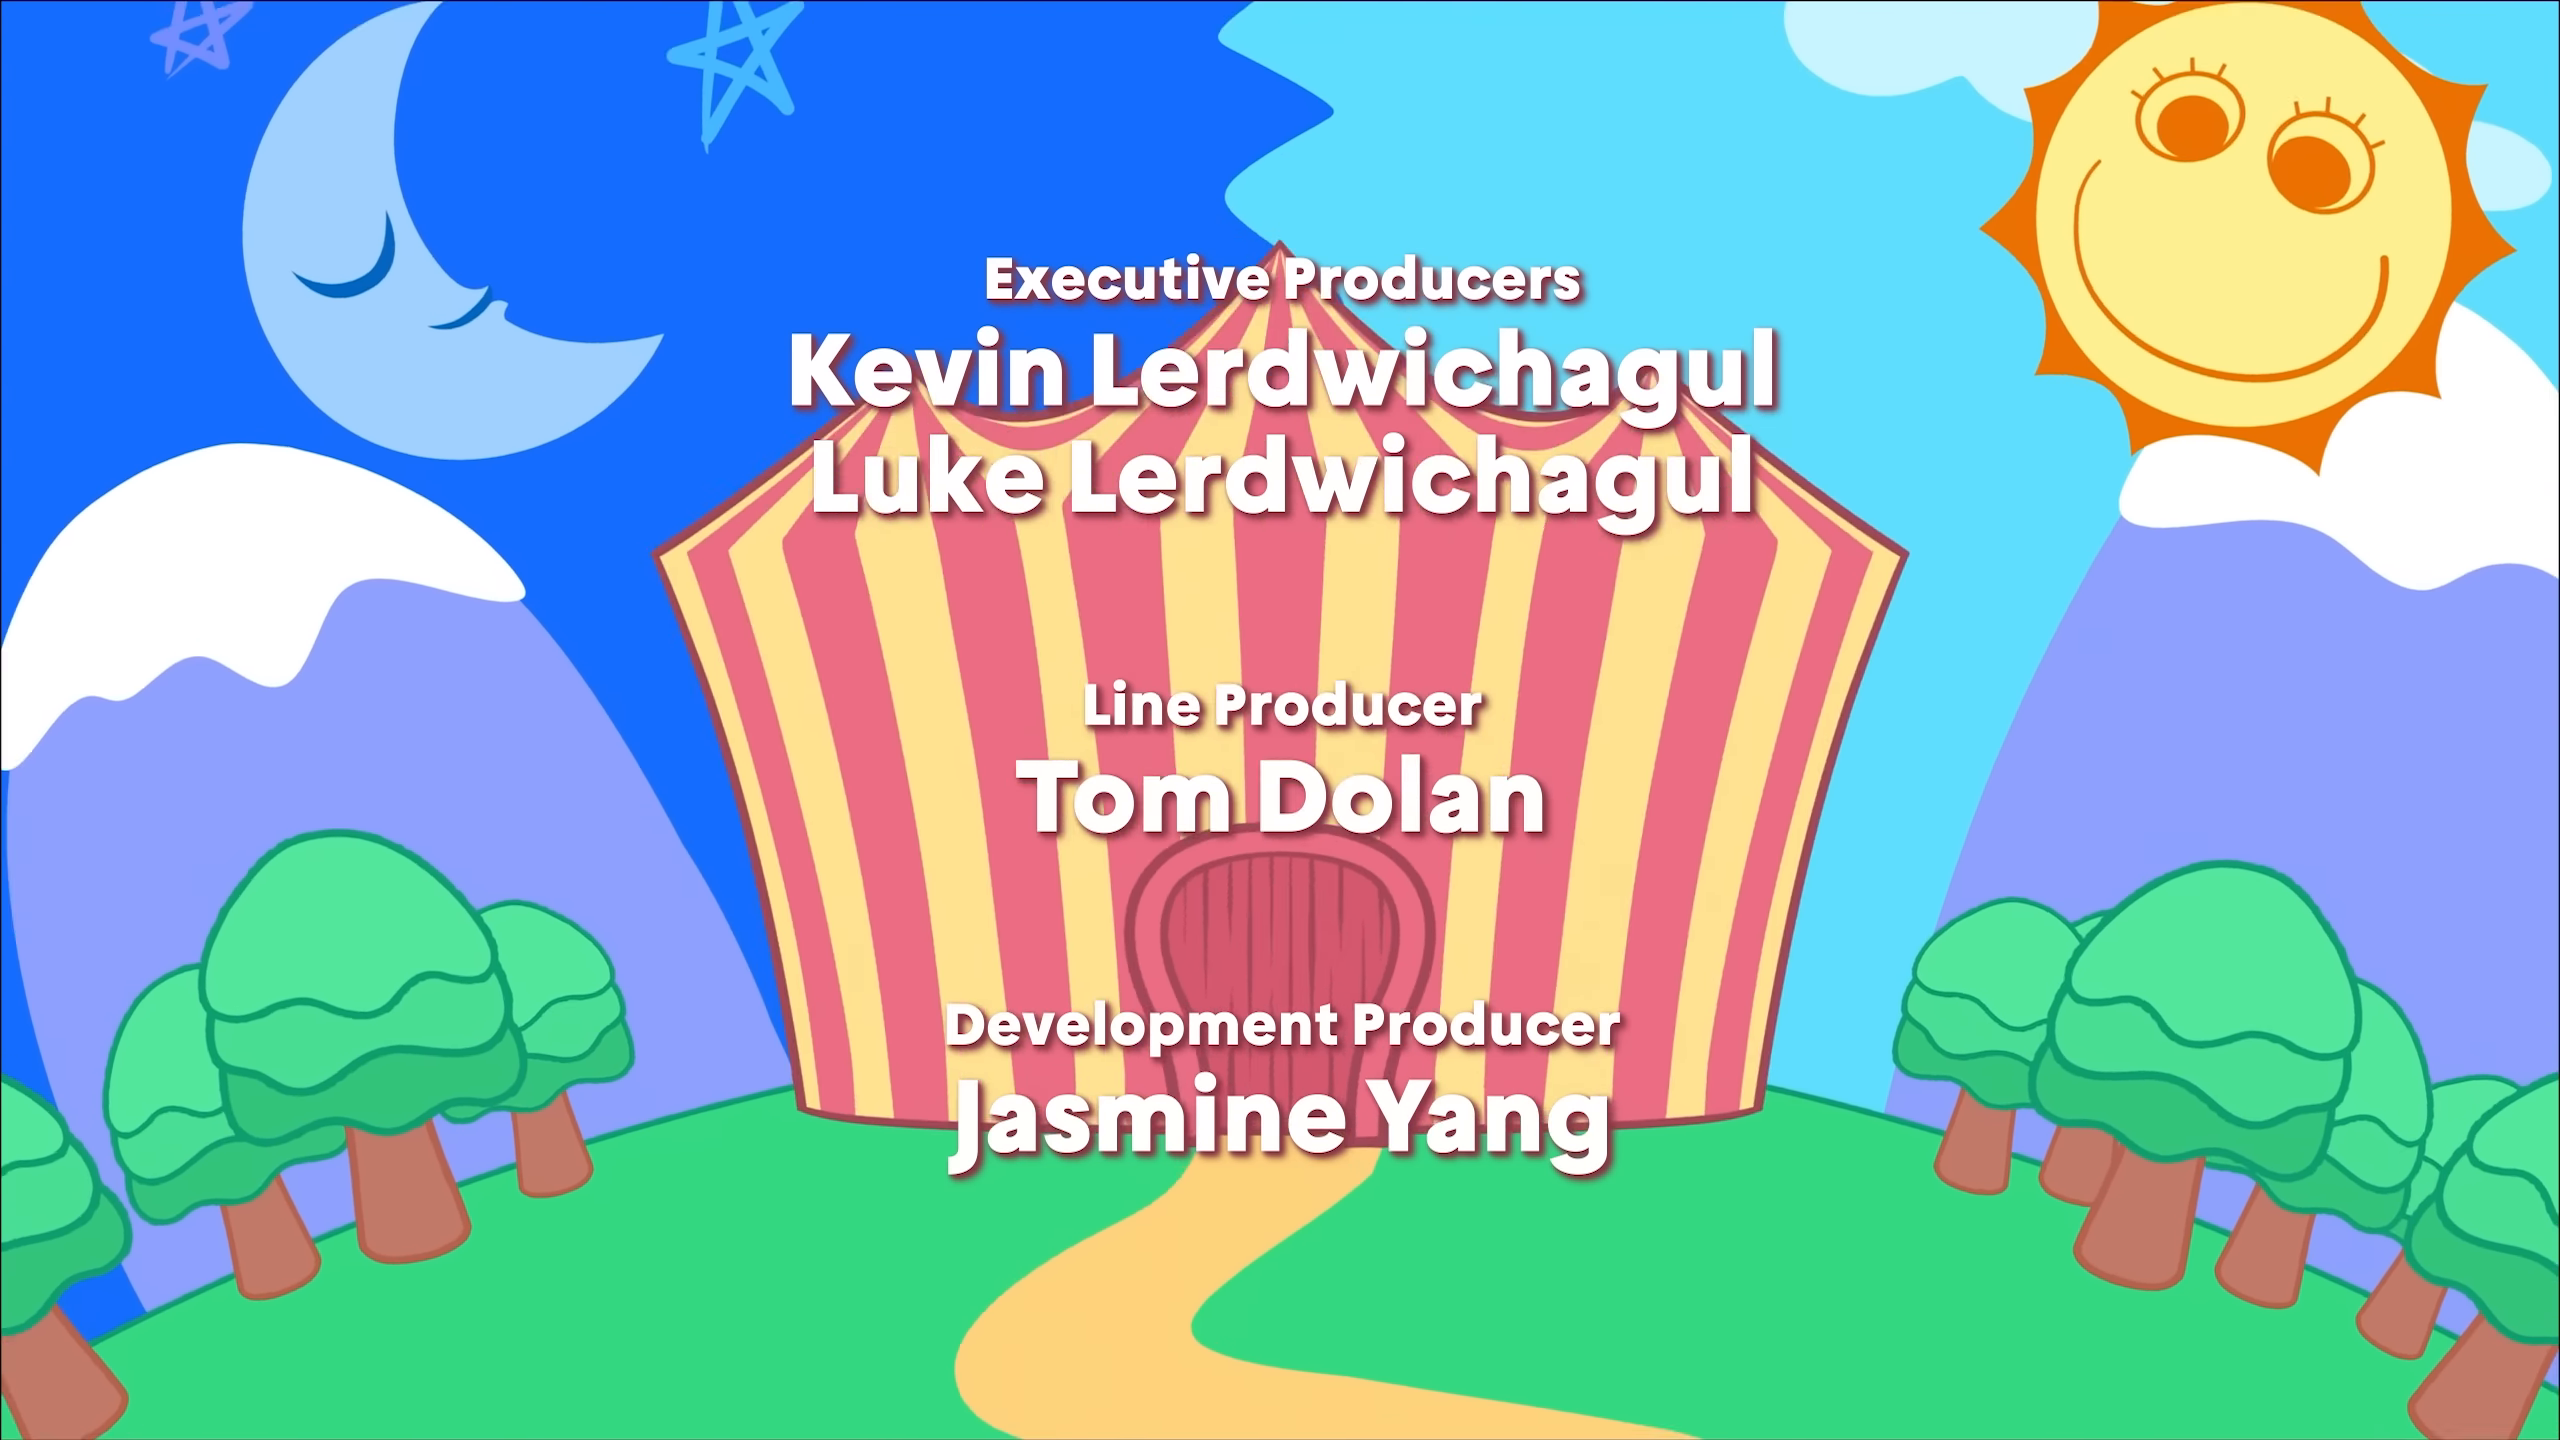 Executive Producers
Kevin Lerdwichagul
Luke Lerdwichagul
Line Producer
Tom Dolan
Development Producer
Jasmine Yang